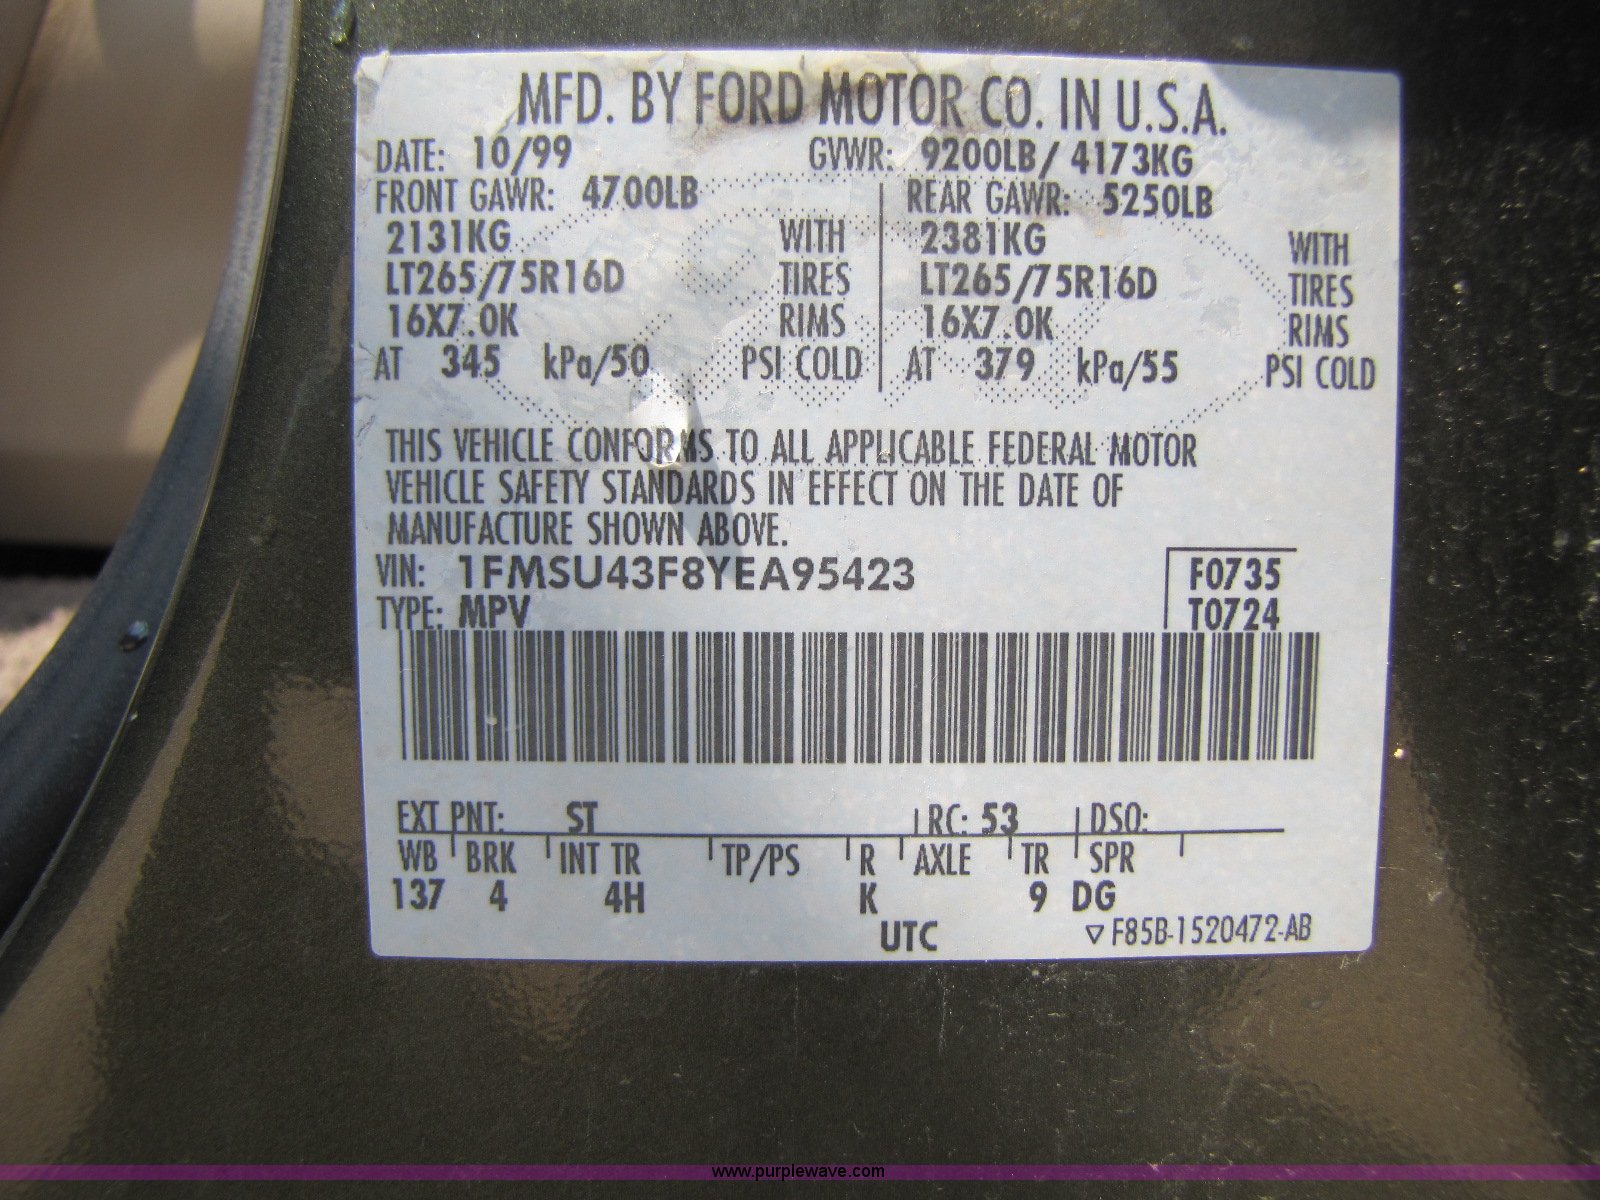 MFD. BY FORD MOTOR CO. IN U.S.A.
DATE: 10/99 GVWR: 9200LB/ 4173KG
FRONT GAWR: 4700LB REAR GAWR: 5250LB
2131KG WITH 2381KG WITH
LT265/75R16D TIRES LT265/75R16D TIRES
16X7.0K RIMS 16X7.0K RIMS
AT 345 kPa/50 PSI COLD AT 379 kPa/55 PSI COLD
THIS VEHICLE CONFORMS TO ALL APPLICABLE FEDERAL MOTOR
VEHICLE SAFETY STANDARDS IN EFFECT ON THE DATE OF
MANUFACTURE SHOWN ABOVE.
VIN: 1FMSU43F8YEA95423 F0735
TYPE: MPV T0724
EXT PNT: ST RC: 53 DSO:
WB BRK INT TR TP/PS R AXLE TR SPR
137 4 4H K 9 DG
UTC ▽ F85B-1520472-AB
www.purplewave.com